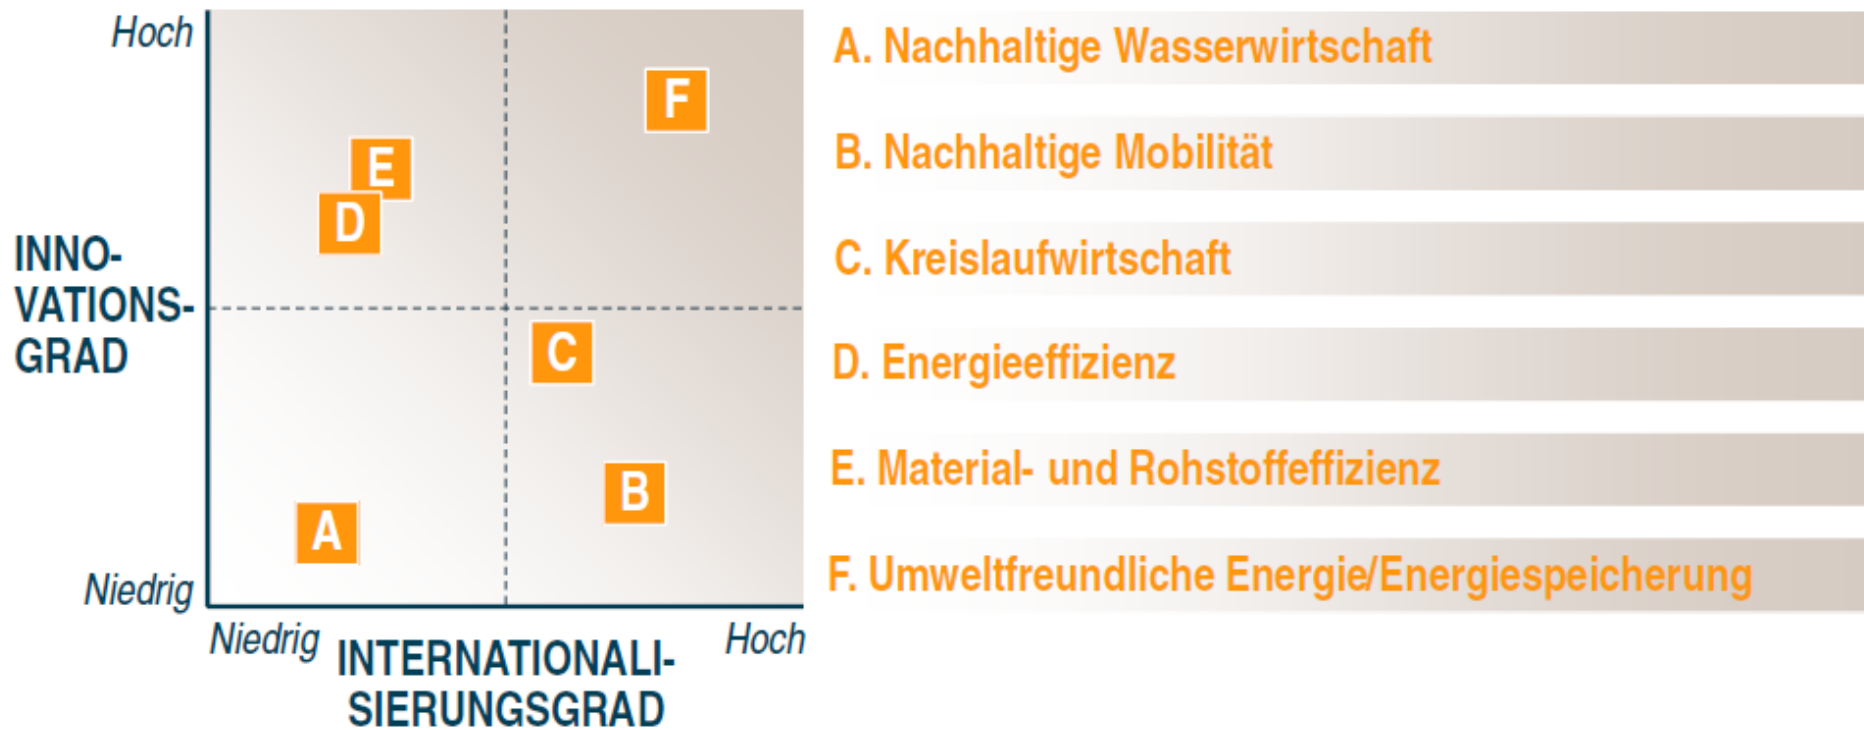 Hoch
F
E
D
INNO-
VATIONS-
GRAD
C
B
A
Niedrig
Niedrig
Hoch
INTERNATIONALI-
SIERUNGSGRAD
A. Nachhaltige Wasserwirtschaft
B. Nachhaltige Mobilität
C. Kreislaufwirtschaft
D. Energieeffizienz
E. Material- und Rohstoffeffizienz
F. Umweltfreundliche Energie/Energiespeicherung